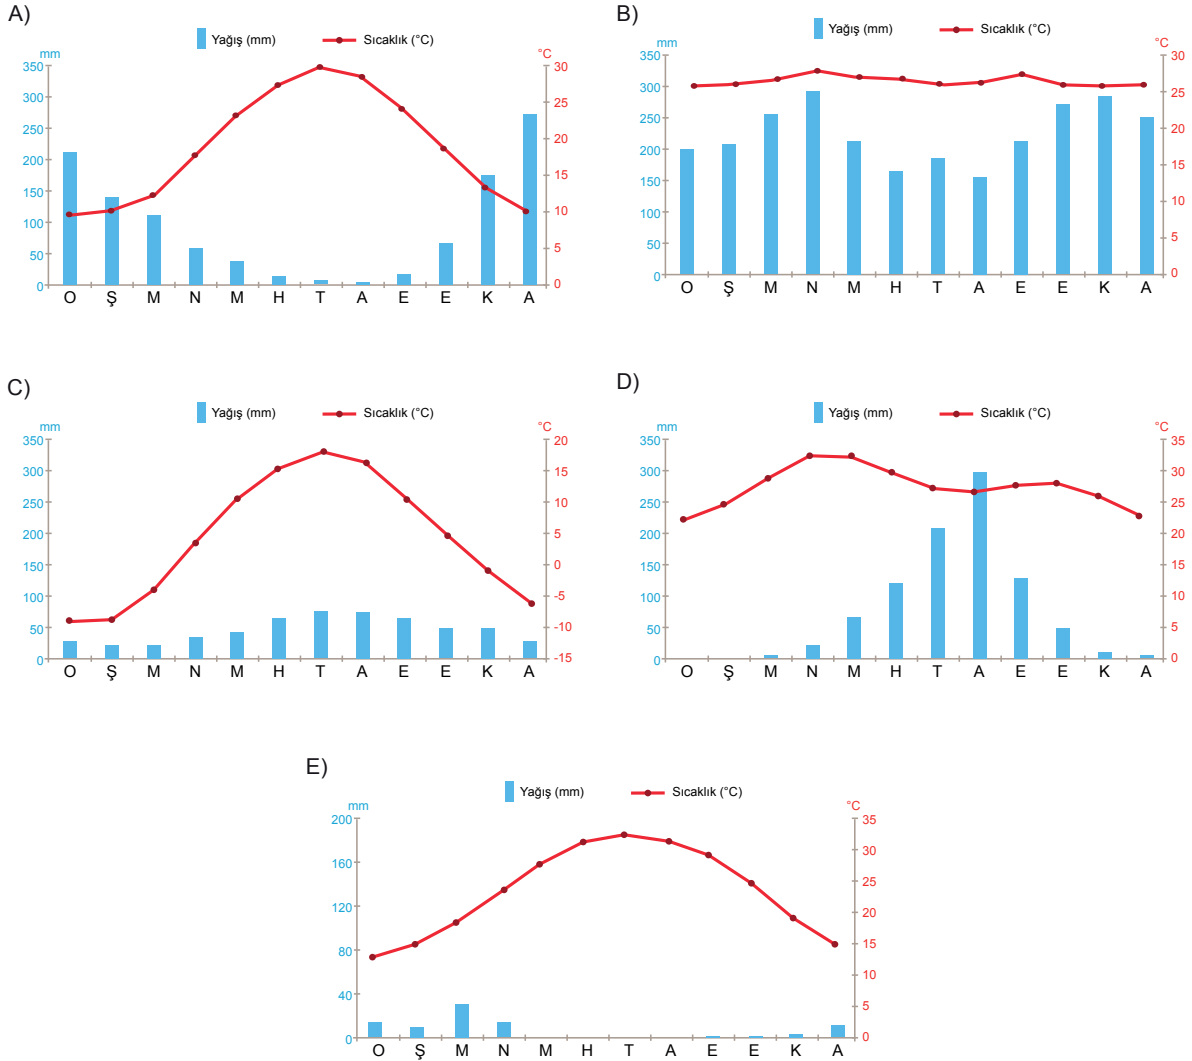 A)
Yağış (mm) Sıcaklık (°C)
mm °C
350 30
300 25
250 20
200 15
150 10
100 5
50 0
0
O Ş M N M H T A E E K A
B)
Yağış (mm) Sıcaklık (°C)
mm °C
350 30
300 25
250 20
200 15
150 10
100 5
50 0
0
O Ş M N M H T A E E K A
C)
Yağış (mm) Sıcaklık (°C)
mm °C
350 20
300 15
250 10
200 5
150 0
100 -5
50 -10
0 -15
O Ş M N M H T A E E K A
D)
Yağış (mm) Sıcaklık (°C)
mm °C
350 35
300 30
250 25
200 20
150 15
100 10
50 5
0 0
O Ş M N M H T A E E K A
E)
Yağış (mm) Sıcaklık (°C)
mm °C
200 35
160 30
120 25
80 20
40 15
0 10
5
0
O Ş M N M H T A E E K A